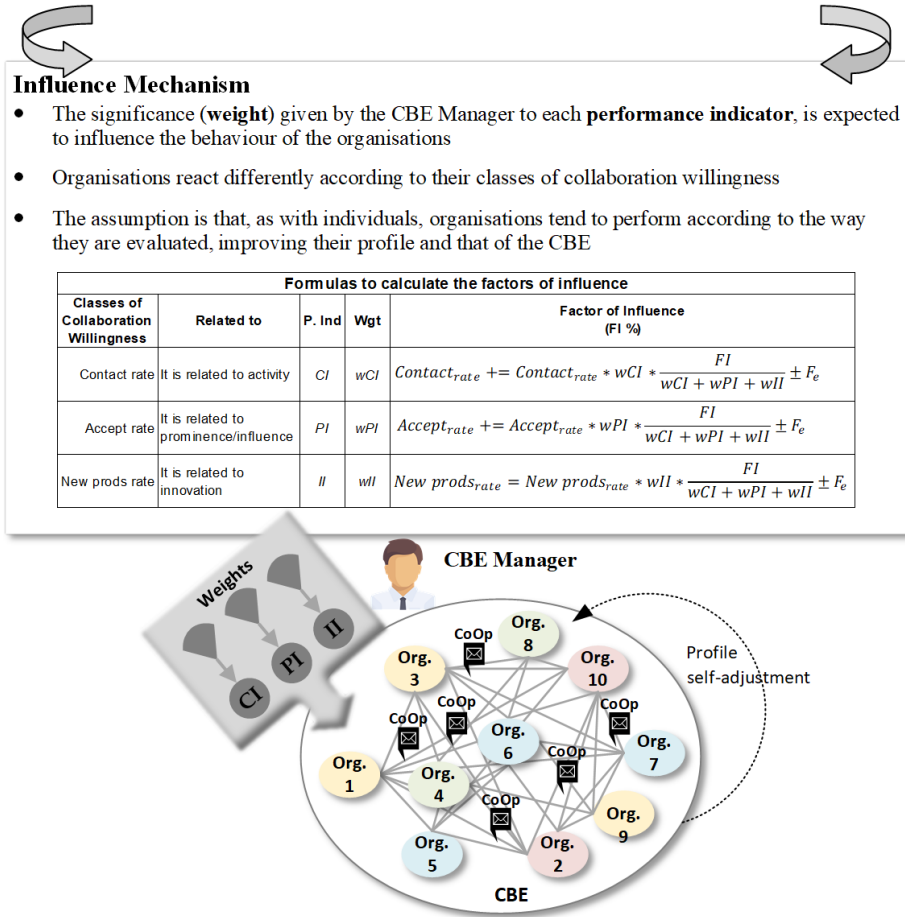 Influence Mechanism
• The significance (weight) given by the CBE Manager to each performance indicator, is expected
to influence the behaviour of the organisations
• Organisations react differently according to their classes of collaboration willingness
• The assumption is that, as with individuals, organisations tend to perform according to the way
they are evaluated, improving their profile and that of the CBE
Formulas to calculate the factors of influence
Classes of
Collaboration
Willingness
Related to
P. Ind
Wgt
Factor of Influence
(FI %)
Contact rate
It is related to activity
CI
wCI
Contact_rate += Contact_rate * wCI * FI / (wCI + wPI + wII) ± F_e
Accept rate
It is related to
prominence/influence
PI
wPI
Accept_rate += Accept_rate * wPI * FI / (wCI + wPI + wII) ± F_e
New prods rate
It is related to
innovation
II
wII
New prods_rate = New prods_rate * wII * FI / (wCI + wPI + wII) ± F_e
Weights
CI
PI
II
CBE Manager
Org.
8
CoOp
Org.
3
Org.
10
Profile
self-adjustment
CoOp
CoOp
CoOp
Org.
6
Org.
7
CoOp
Org.
1
Org.
4
CoOp
Org.
9
Org.
5
Org.
2
CBE